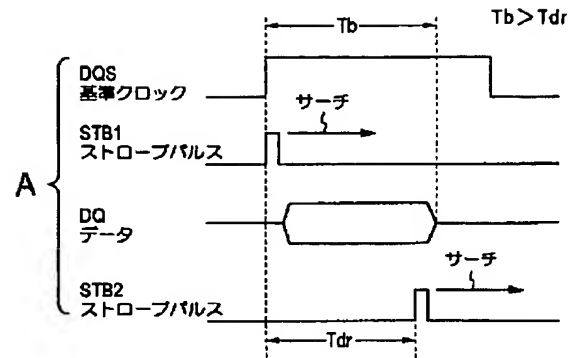 Tb
Tb>Tdr
DQS
基準クロック
サーチ
STB1
ストローブパルス
A
DQ
データ
サーチ
STB2
ストローブパルス
Tdr